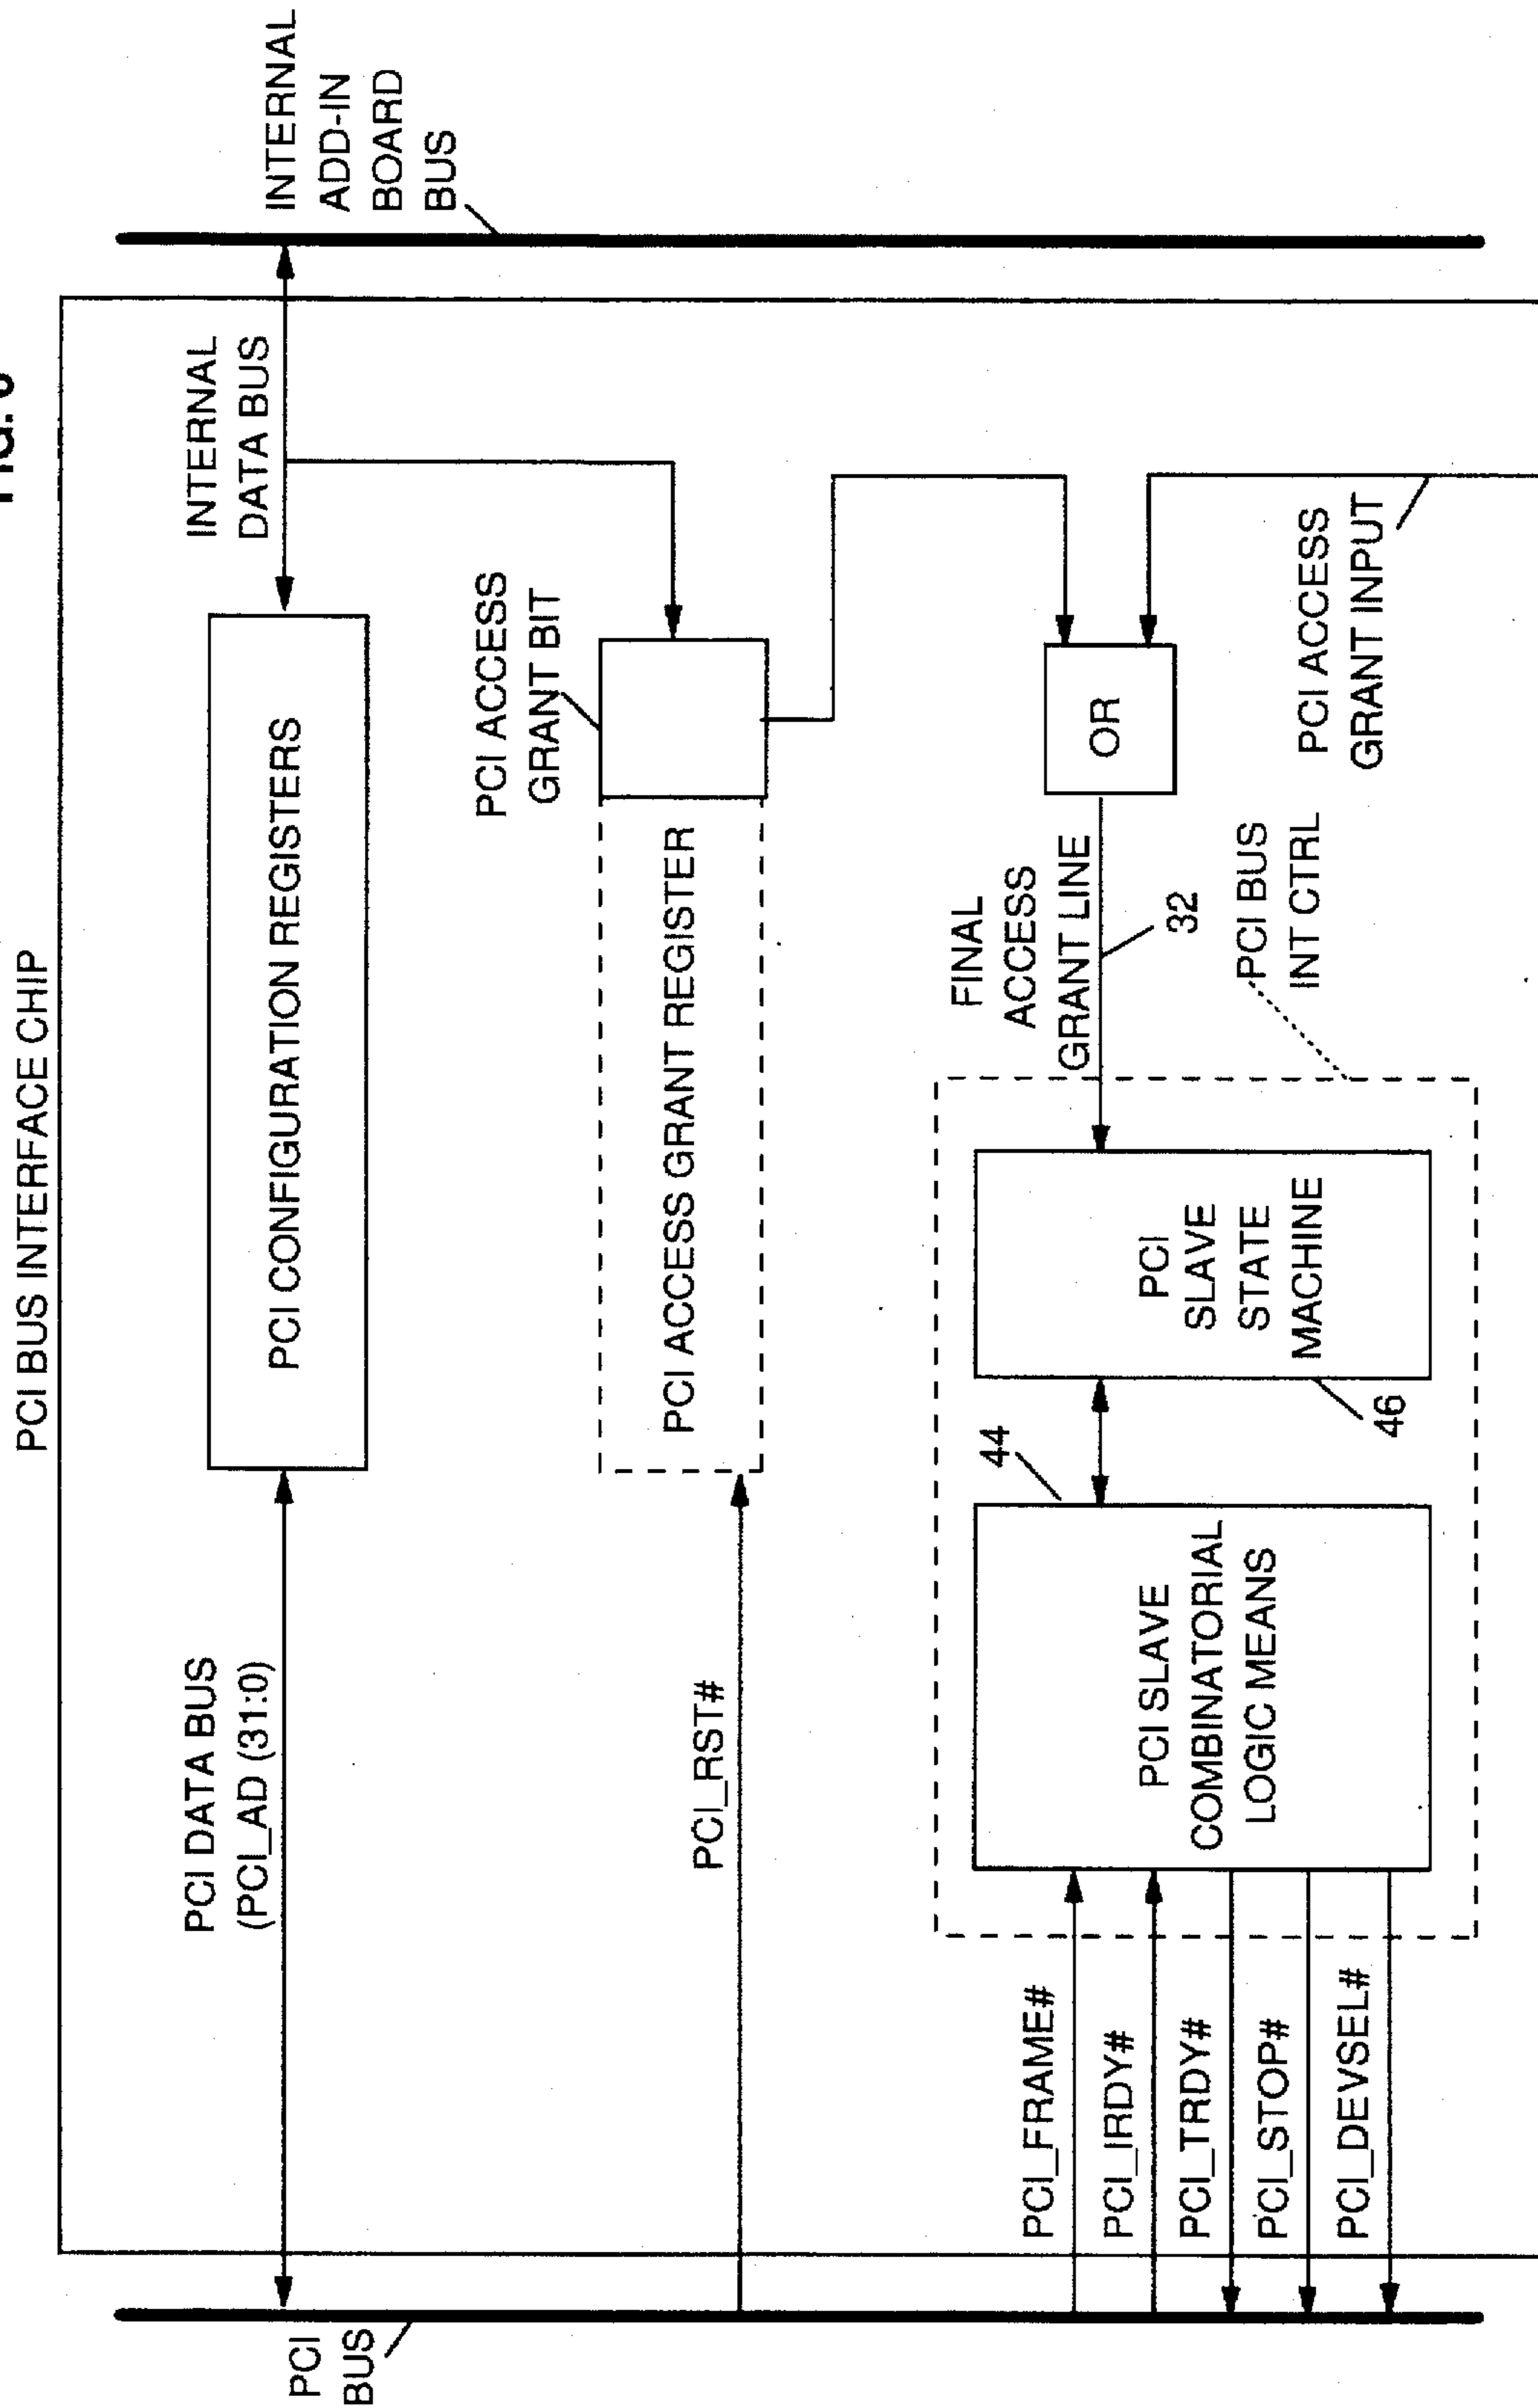 PCI BUS INTERFACE CHIP
INTERNAL
ADD-IN
BOARD
BUS
INTERNAL
DATA BUS
PCI CONFIGURATION REGISTERS
PCI DATA BUS
(PCI_AD (31:0)
PCI
BUS
PCI ACCESS
GRANT BIT
PCI ACCESS GRANT REGISTER
PCI_RST#
OR
PCI ACCESS
GRANT INPUT
FINAL
ACCESS
GRANT LINE
32
PCI BUS
INT CTRL
PCI
SLAVE
STATE
MACHINE
46
44
PCI SLAVE
COMBINATORIAL
LOGIC MEANS
PCI_FRAME#
PCI_IRDY#
PCI_TRDY#
PCI_STOP#
PCI_DEVSEL#